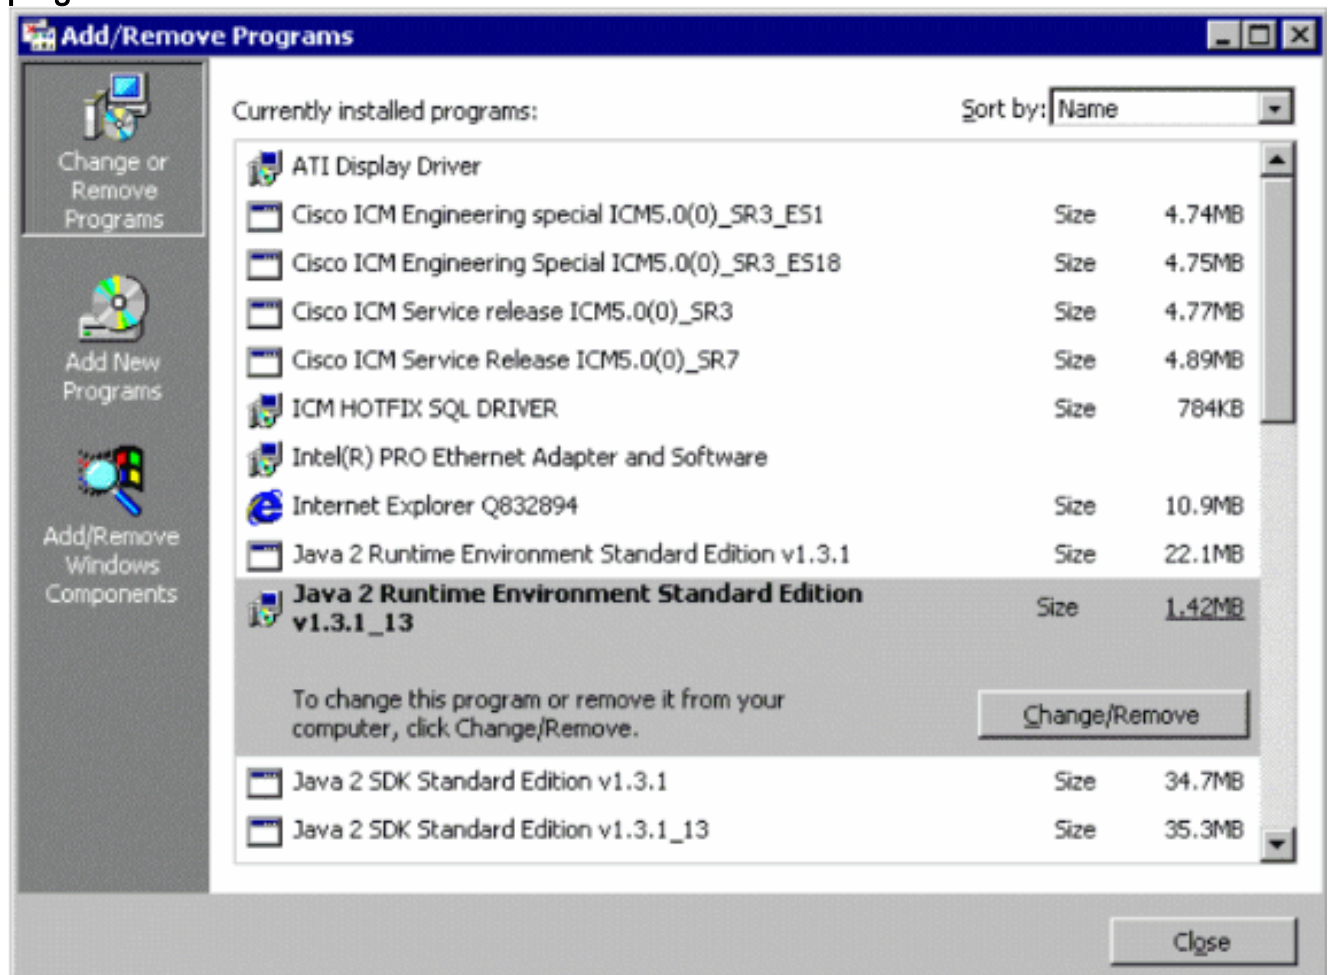 Add/Remove Programs
Change or
Remove
Programs
Add New
Programs
Add/Remove
Windows
Components
Currently installed programs:
Sort by: Name
ATI Display Driver
Cisco ICM Engineering special ICM5.0(0)_SR3_ES1 Size 4.74MB
Cisco ICM Engineering Special ICM5.0(0)_SR3_ES18 Size 4.75MB
Cisco ICM Service release ICM5.0(0)_SR3 Size 4.77MB
Cisco ICM Service Release ICM5.0(0)_SR7 Size 4.89MB
ICM HOTFIX SQL DRIVER Size 784KB
Intel(R) PRO Ethernet Adapter and Software
Internet Explorer Q832894 Size 10.9MB
Java 2 Runtime Environment Standard Edition v1.3.1 Size 22.1MB
Java 2 Runtime Environment Standard Edition
v1.3.1_13 Size 1.42MB
To change this program or remove it from your
computer, click Change/Remove.
Change/Remove
Java 2 SDK Standard Edition v1.3.1 Size 34.7MB
Java 2 SDK Standard Edition v1.3.1_13 Size 35.3MB
Close